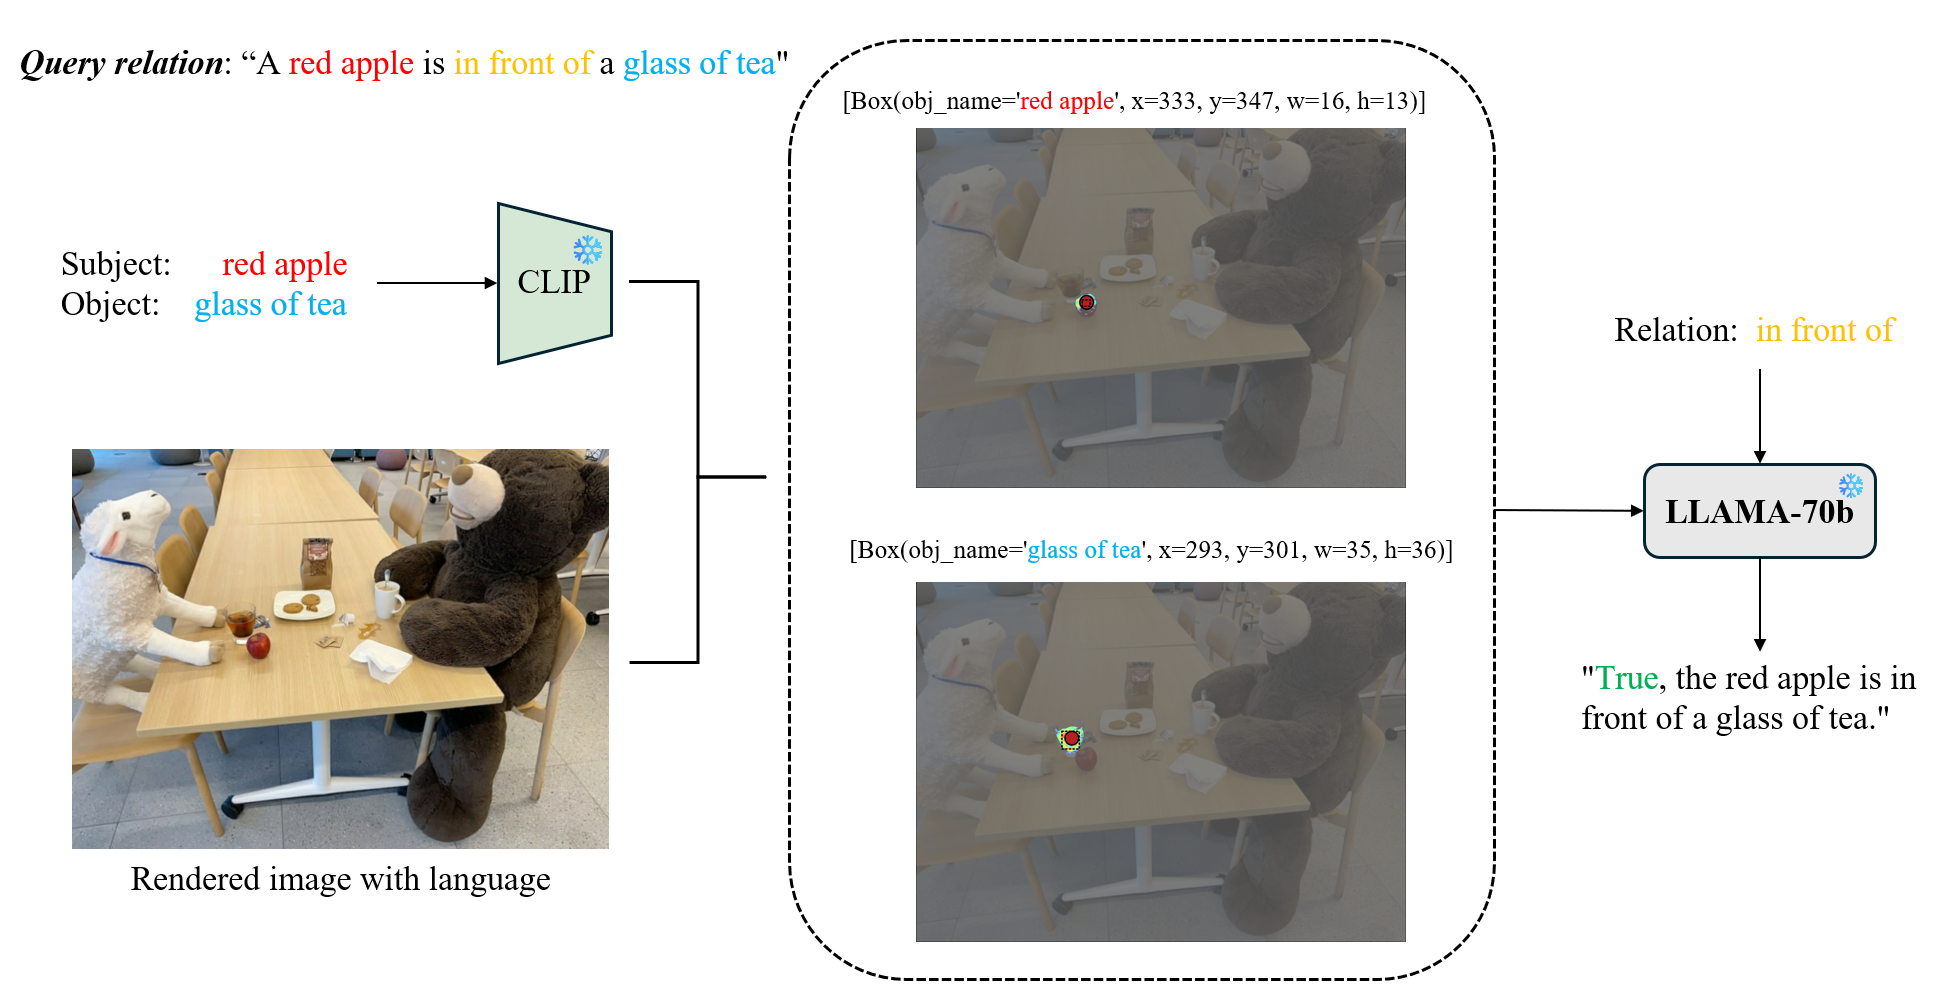 Query relation: “A red apple is in front of a glass of tea"
[Box(obj_name='red apple', x=333, y=347, w=16, h=13)]
Subject: red apple
Object: glass of tea
CLIP
Rendered image with language
[Box(obj_name='glass of tea', x=293, y=301, w=35, h=36)]
Relation: in front of
LLAMA-70b
"True, the red apple is in
front of a glass of tea."